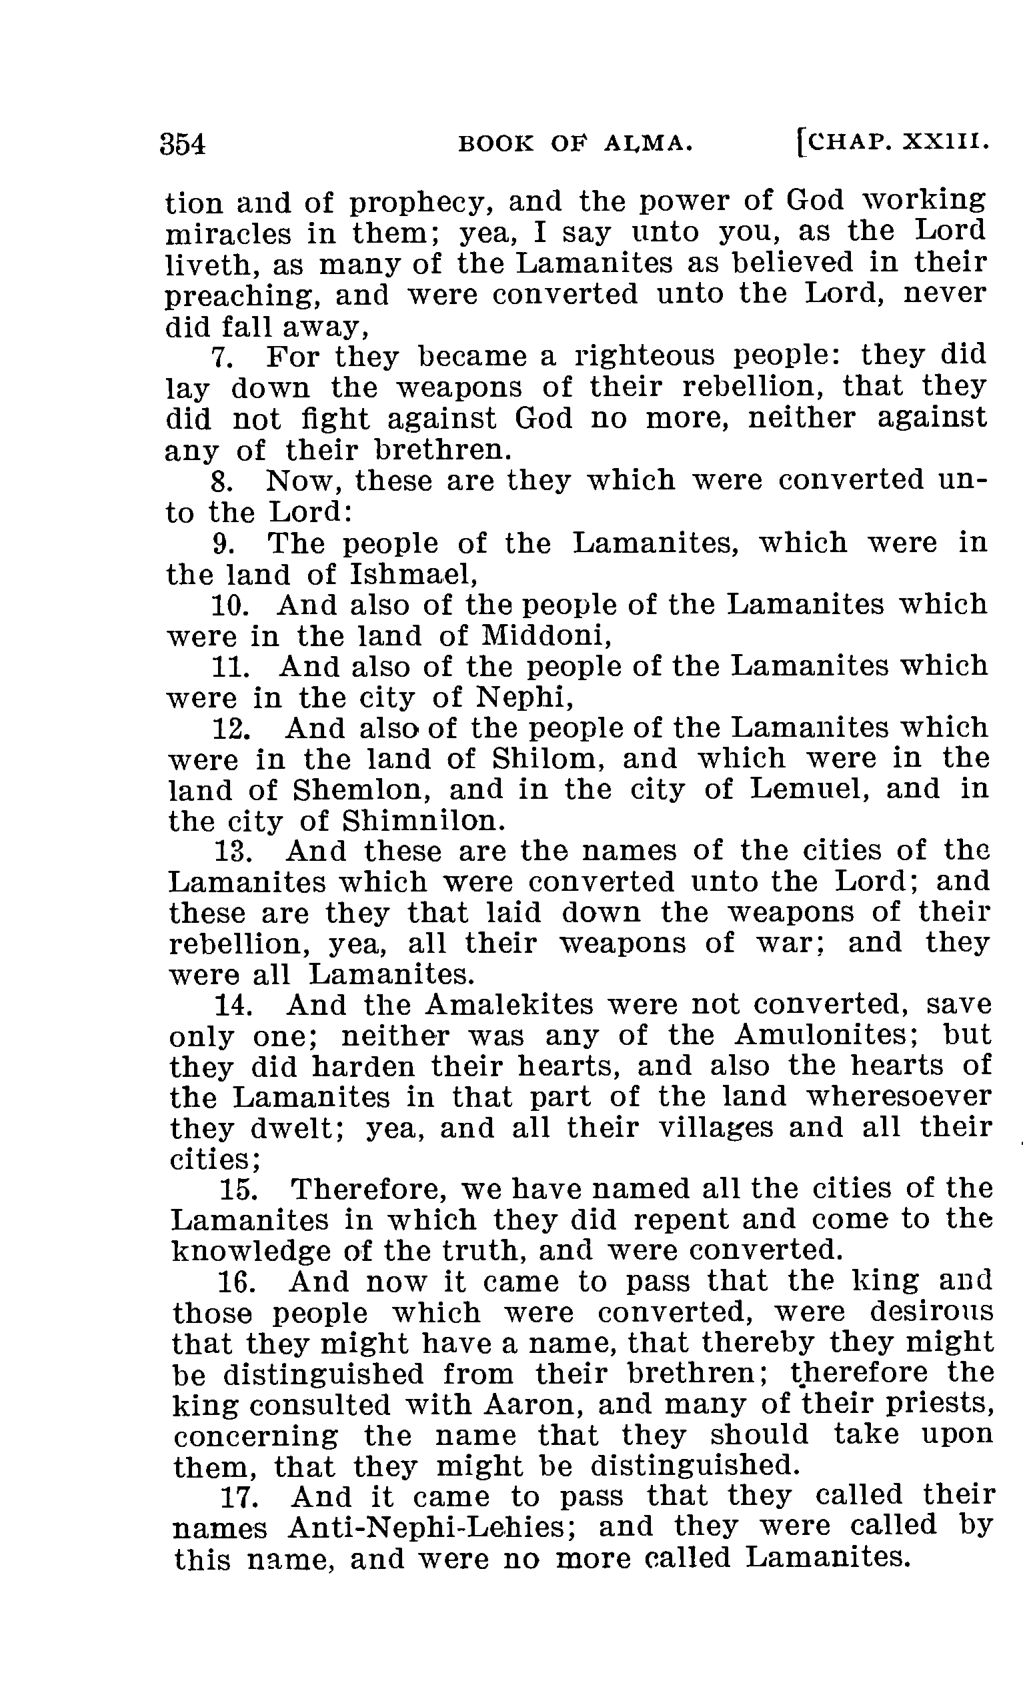 354 BOOK OF ALMA. [CHAP. XXIII.
tion and of prophecy, and the power of God working
miracles in them; yea, I say unto you, as the Lord
liveth, as many of the Lamanites as believed in their
preaching, and were converted unto the Lord, never
did fall away,
7. For they became a righteous people: they did
lay down the weapons of their rebellion, that they
did not fight against God no more, neither against
any of their brethren.
8. Now, these are they which were converted un-
to the Lord:
9. The people of the Lamanites, which were in
the land of Ishmael,
10. And also of the people of the Lamanites which
were in the land of Middoni,
11. And also of the people of the Lamanites which
were in the city of Nephi,
12. And also of the people of the Lamanites which
were in the land of Shilom, and which were in the
land of Shemlon, and in the city of Lemuel, and in
the city of Shimnilon.
13. And these are the names of the cities of the
Lamanites which were converted unto the Lord; and
these are they that laid down the weapons of their
rebellion, yea, all their weapons of war; and they
were all Lamanites.
14. And the Amalekites were not converted, save
only one; neither was any of the Amulonites; but
they did harden their hearts, and also the hearts of
the Lamanites in that part of the land wheresoever
they dwelt; yea, and all their villages and all their
cities;
15. Therefore, we have named all the cities of the
Lamanites in which they did repent and come to the
knowledge of the truth, and were converted.
16. And now it came to pass that the king and
those people which were converted, were desirous
that they might have a name, that thereby they might
be distinguished from their brethren; therefore the
king consulted with Aaron, and many of their priests,
concerning the name that they should take upon
them, that they might be distinguished.
17. And it came to pass that they called their
names Anti-Nephi-Lehies; and they were called by
this name, and were no more called Lamanites.